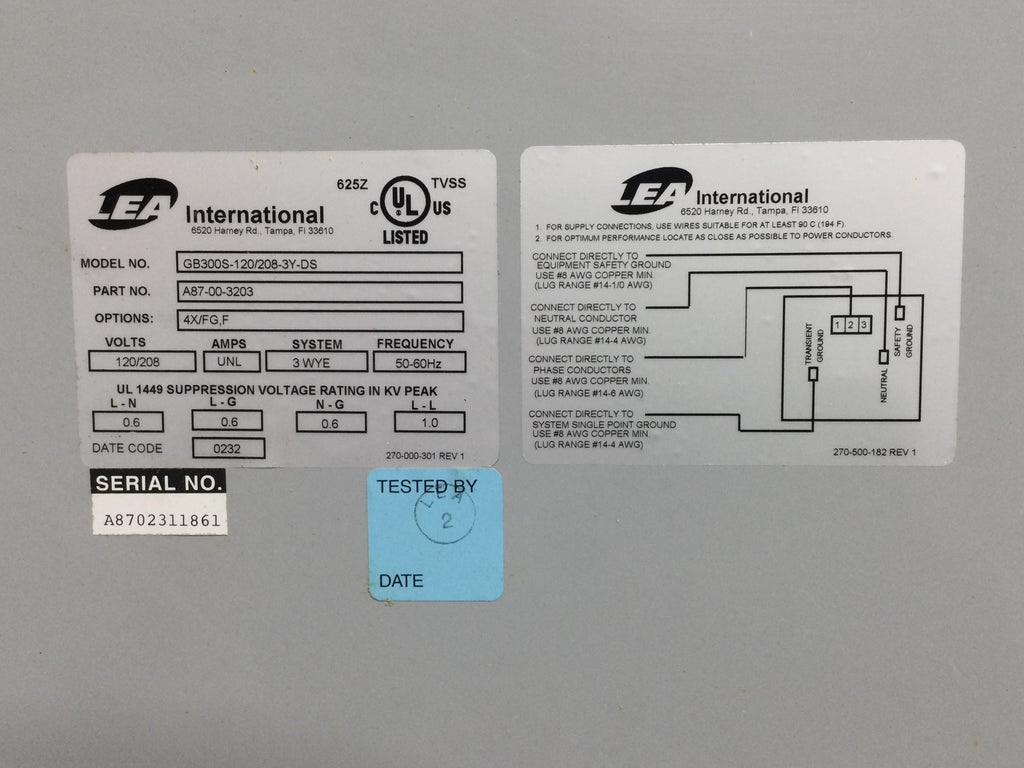 LEA International
6520 Harney Rd., Tampa, Fl 33610
625Z
C UL US
TVSS
LISTED
MODEL NO. GB300S-120/208-3Y-DS
PART NO. A87-00-3203
OPTIONS: 4X/FG,F
VOLTS AMPS SYSTEM FREQUENCY
120/208 UNL 3 WYE 50-60Hz
UL 1449 SUPPRESSION VOLTAGE RATING IN KV PEAK
L - N L - G N - G L - L
0.6 0.6 0.6 1.0
DATE CODE 0232
270-000-301 REV 1
SERIAL NO.
A8702311861
TESTED BY
LEA
2
DATE
LEA International
6520 Harney Rd., Tampa, Fl 33610
1. FOR SUPPLY CONNECTIONS, USE WIRES SUITABLE FOR AT LEAST 90 C (194 F).
2. FOR OPTIMUM PERFORMANCE LOCATE AS CLOSE AS POSSIBLE TO POWER CONDUCTORS.
CONNECT DIRECTLY TO
EQUIPMENT SAFETY GROUND
USE #8 AWG COPPER MIN.
(LUG RANGE #14-1/0 AWG)
CONNECT DIRECTLY TO
NEUTRAL CONDUCTOR
USE #8 AWG COPPER MIN.
(LUG RANGE #14-4 AWG)
CONNECT DIRECTLY TO
PHASE CONDUCTORS
USE #8 AWG COPPER MIN.
(LUG RANGE #14-6 AWG)
CONNECT DIRECTLY TO
SYSTEM SINGLE POINT GROUND
USE #8 AWG COPPER MIN.
(LUG RANGE #14-4 AWG)
1 2 3
TRANSIENT
GROUND
NEUTRAL
SAFETY
GROUND
270-500-182 REV 1